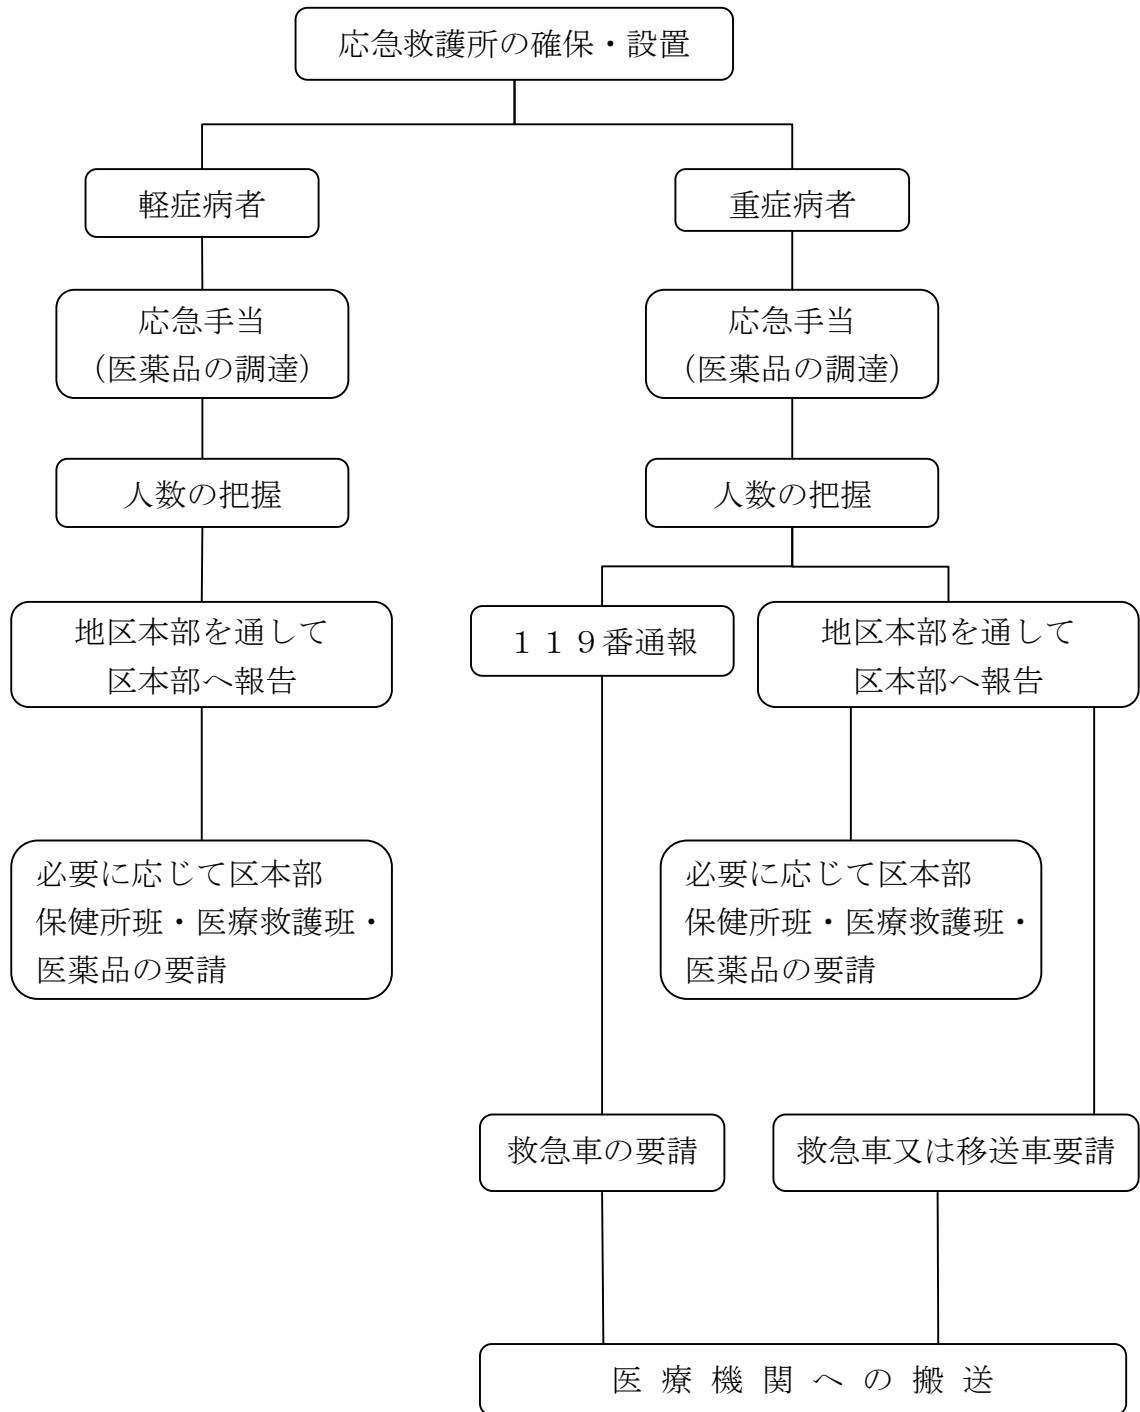 応急救護所の確保・設置
軽症病者
重症病者
応急手当
（医薬品の調達）
応急手当
（医薬品の調達）
人数の把握
人数の把握
地区本部を通して
区本部へ報告
１１９番通報
地区本部を通して
区本部へ報告
必要に応じて区本部
保健所班・医療救護班・
医薬品の要請
必要に応じて区本部
保健所班・医療救護班・
医薬品の要請
救急車の要請
救急車又は移送車要請
医療機関への搬送